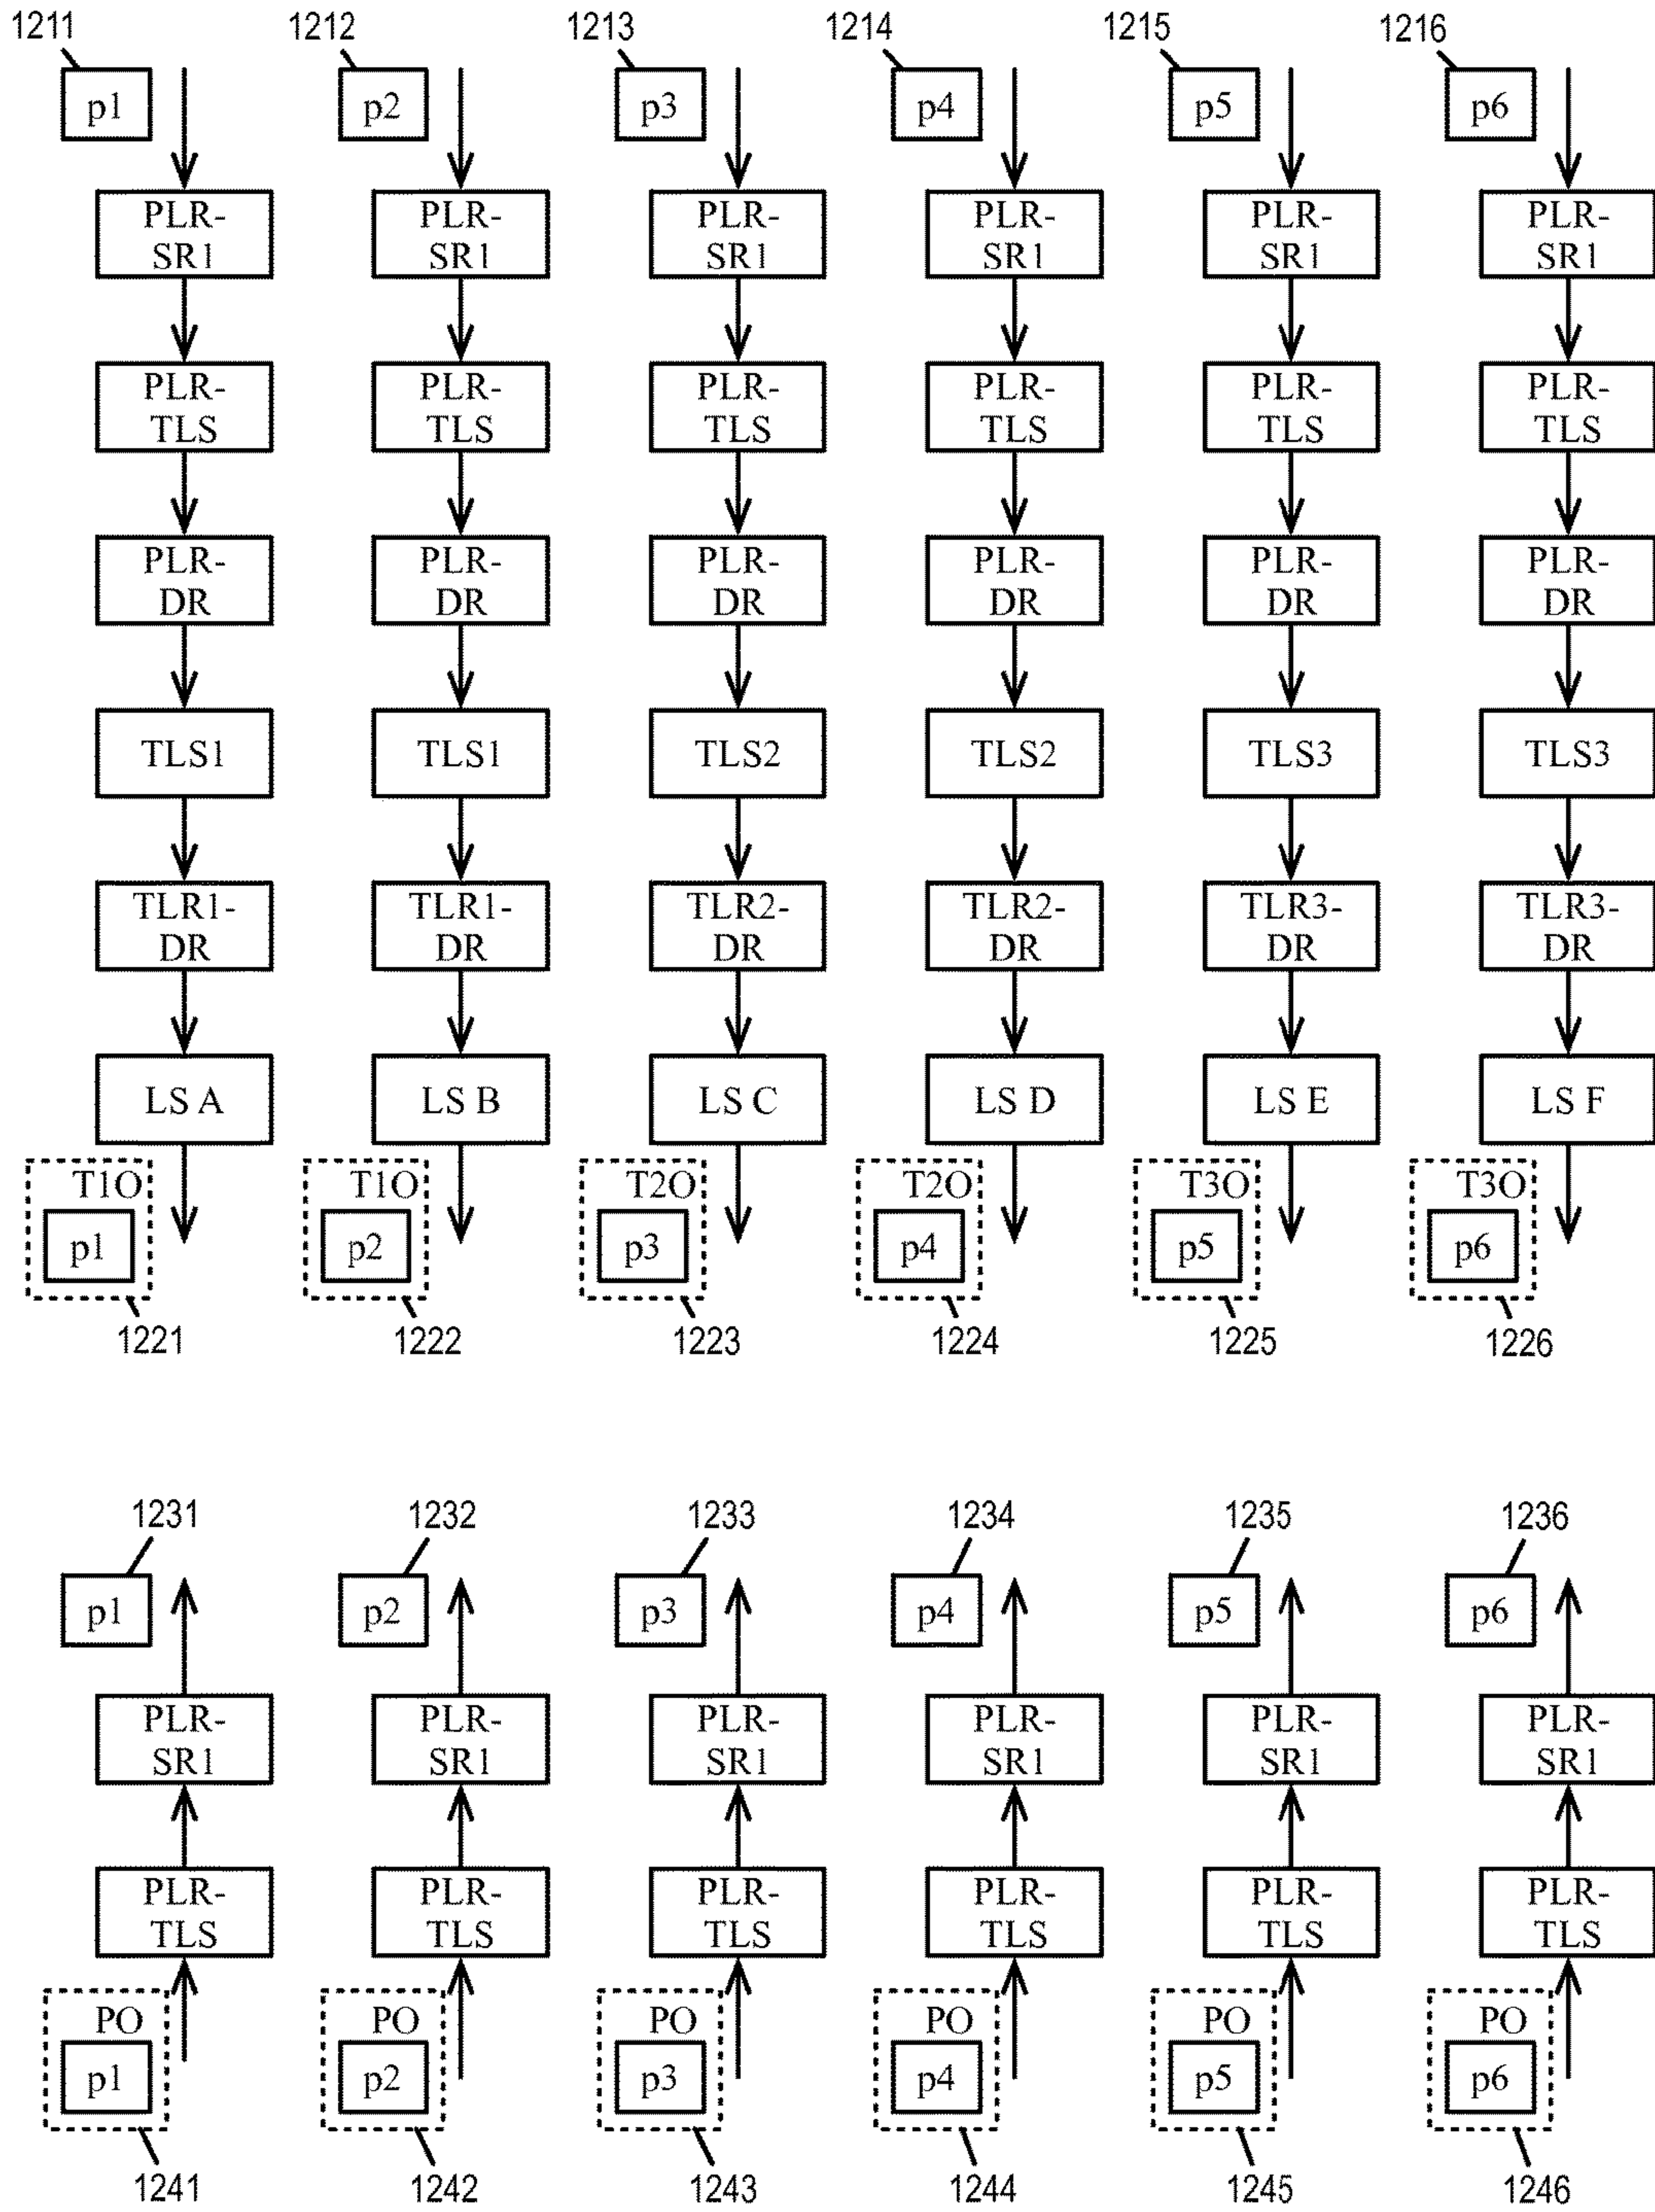 1211 1212 1213 1214 1215 1216
p1 p2 p3 p4 p5 p6
PLR- PLR- PLR- PLR- PLR- PLR-
SR1 SR1 SR1 SR1 SR1 SR1
PLR- PLR- PLR- PLR- PLR- PLR-
TLS TLS TLS TLS TLS TLS
PLR- PLR- PLR- PLR- PLR- PLR-
DR DR DR DR DR DR
TLS1 TLS1 TLS2 TLS2 TLS3 TLS3
TLR1- TLR1- TLR2- TLR2- TLR3- TLR3-
DR DR DR DR DR DR
LS A LS B LS C LS D LS E LS F
T1O T1O T2O T2O T3O T3O
p1 p2 p3 p4 p5 p6
1221 1222 1223 1224 1225 1226
1231 1232 1233 1234 1235 1236
p1 p2 p3 p4 p5 p6
PLR- PLR- PLR- PLR- PLR- PLR-
SR1 SR1 SR1 SR1 SR1 SR1
PLR- PLR- PLR- PLR- PLR- PLR-
TLS TLS TLS TLS TLS TLS
PO PO PO PO PO PO
p1 p2 p3 p4 p5 p6
1241 1242 1243 1244 1245 1246